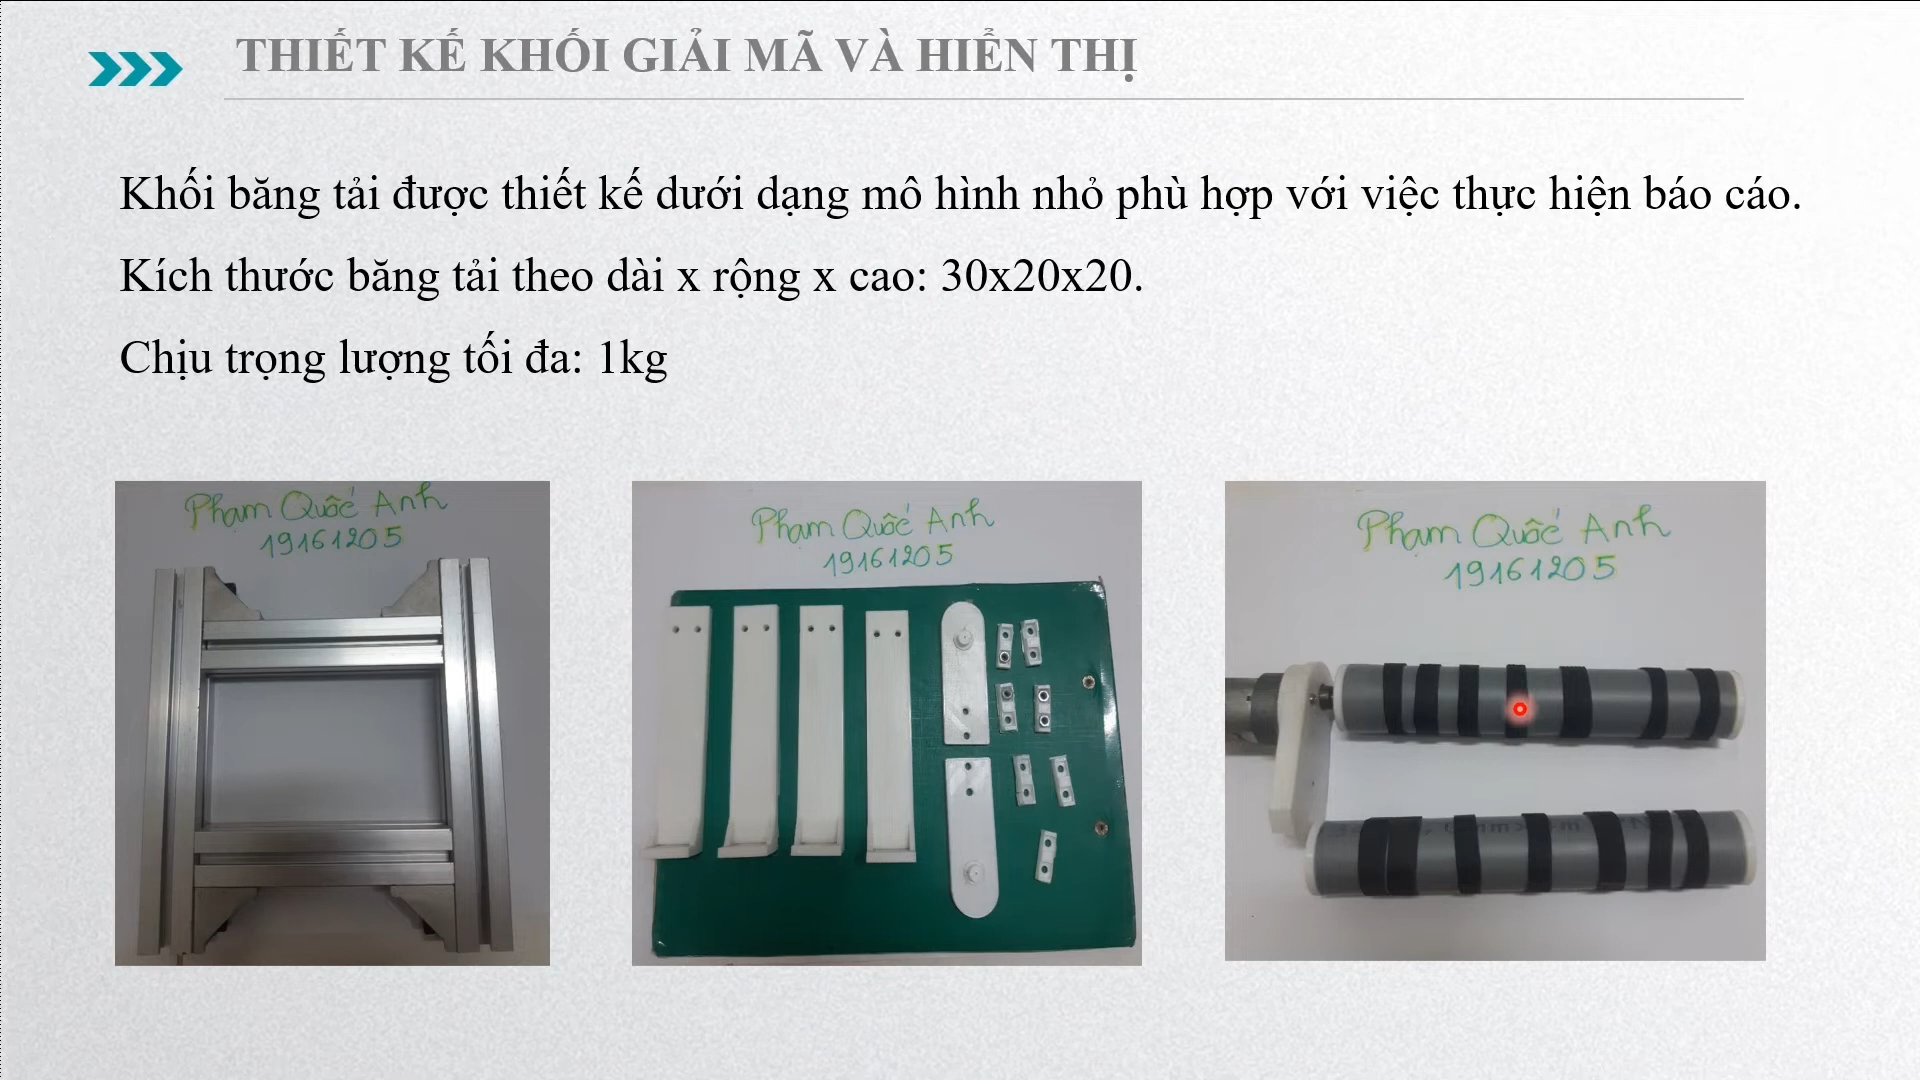 THIẾT KẾ KHỐI GIẢI MÃ VÀ HIỂN THỊ
Khối băng tải được thiết kế dưới dạng mô hình nhỏ phù hợp với việc thực hiện báo cáo.
Kích thước băng tải theo dài x rộng x cao: 30x20x20.
Chịu trọng lượng tối đa: 1kg
Phạm Quốc Anh
19161205
Phạm Quốc Anh
19161205
Phạm Quốc Anh
19161205